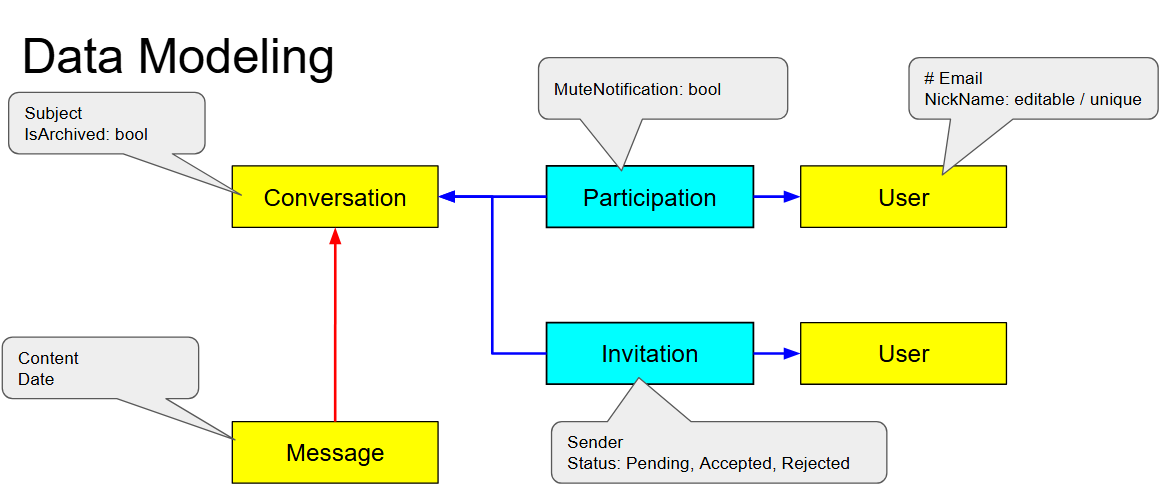 Data Modeling
Subject
IsArchived: bool
MuteNotification: bool
# Email
NickName: editable / unique
Conversation
Participation
User
Content
Date
Invitation
User
Message
Sender
Status: Pending, Accepted, Rejected